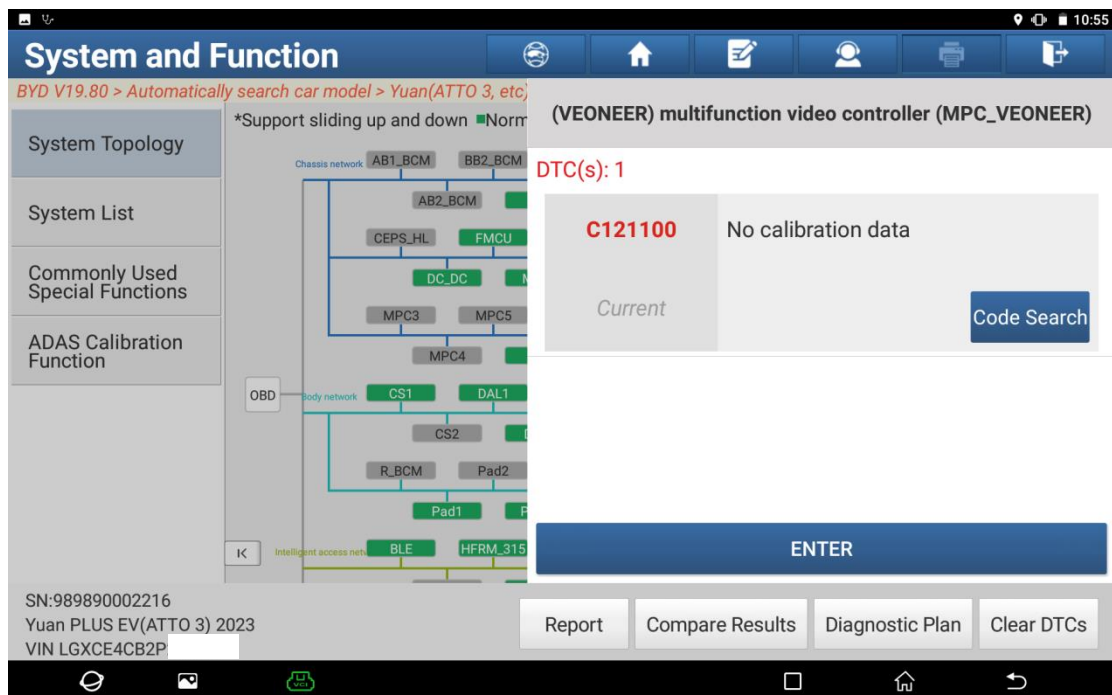 10:55
System and Function
BYD V19.80 > Automatically search car model > Yuan(ATTO 3, etc)
System Topology
System List
Commonly Used
Special Functions
ADAS Calibration
Function
*Support sliding up and down ■Norm
Chassis network
AB1_BCM
BB2_BCM
AB2_BCM
CEPS_HL
FMCU
DC_DC
MPC3
MPC5
MPC4
OBD
Body network
CS1
DAL1
CS2
R_BCM
Pad2
Pad1
K
Intelligent access netw
BLE
HFRM_315
(VEONEER) multifunction video controller (MPC_VEONEER)
DTC(s): 1
C121100
No calibration data
Current
Code Search
ENTER
SN:989890002216
Yuan PLUS EV(ATTO 3) 2023
VIN LGXCE4CB2P
Report
Compare Results
Diagnostic Plan
Clear DTCs
VCI